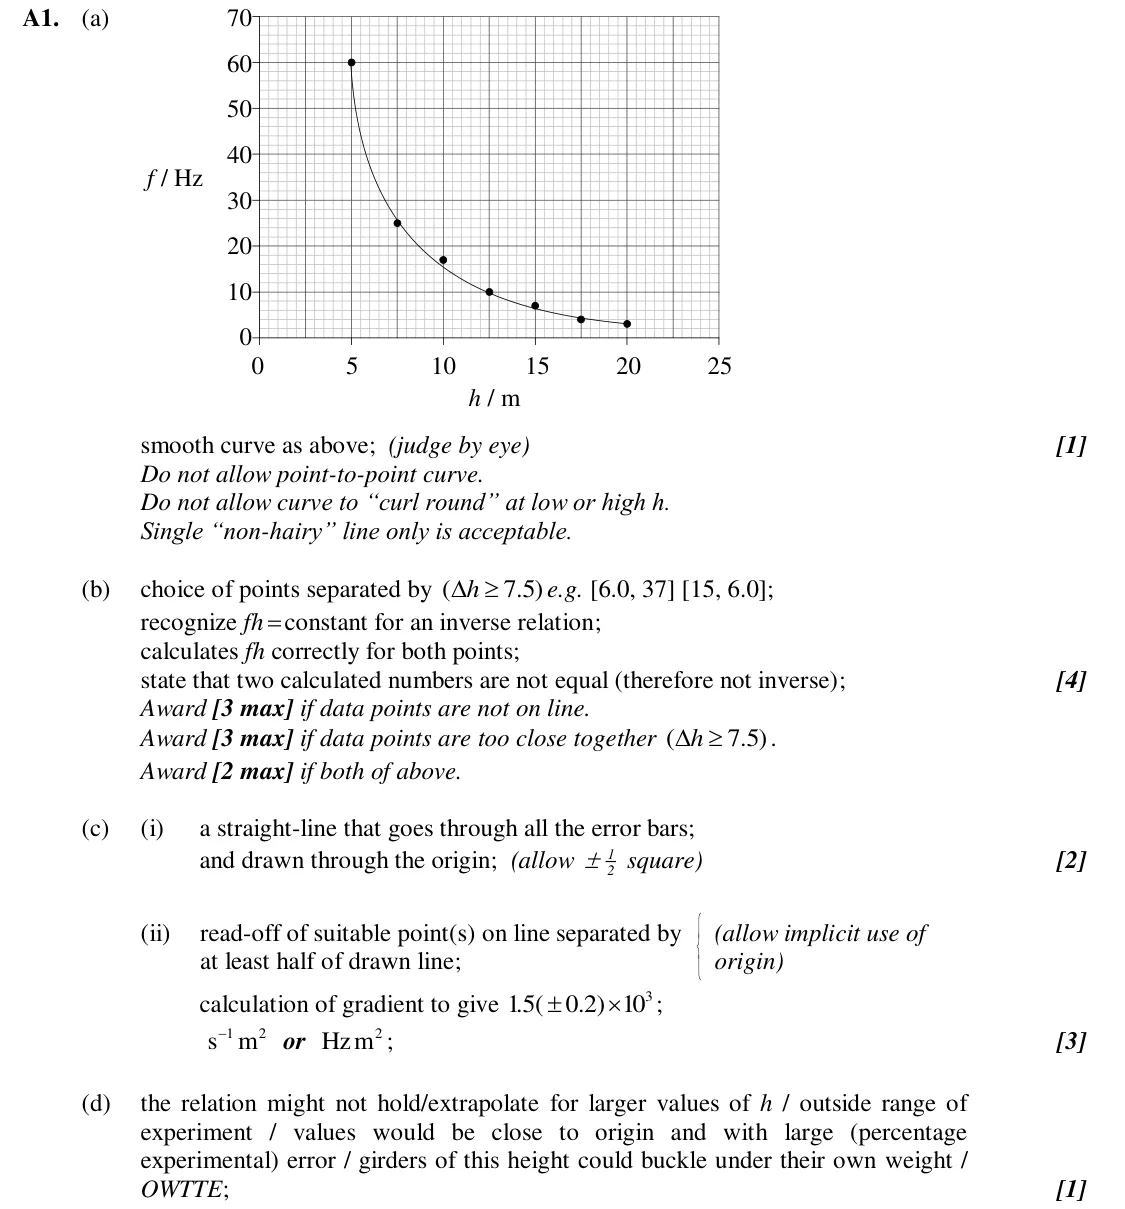 A1. (a)
70
60
50
40
f / Hz
30
20
10
0
0 5 10 15 20 25
h / m
smooth curve as above; (judge by eye) [1]
Do not allow point-to-point curve.
Do not allow curve to “curl round” at low or high h.
Single “non-hairy” line only is acceptable.
(b) choice of points separated by (Δh ≥ 7.5) e.g. [6.0, 37] [15, 6.0];
recognize fh = constant for an inverse relation;
calculates fh correctly for both points;
state that two calculated numbers are not equal (therefore not inverse); [4]
Award [3 max] if data points are not on line.
Award [3 max] if data points are too close together (Δh ≥ 7.5).
Award [2 max] if both of above.
(c) (i) a straight-line that goes through all the error bars;
and drawn through the origin; (allow ± 1/2 square) [2]
(ii) read-off of suitable point(s) on line separated by { (allow implicit use of
at least half of drawn line; origin)
calculation of gradient to give 1.5(±0.2)×10³;
s⁻¹ m² or Hz m²; [3]
(d) the relation might not hold/extrapolate for larger values of h / outside range of
experiment / values would be close to origin and with large (percentage
experimental) error / girders of this height could buckle under their own weight /
OWTTE; [1]